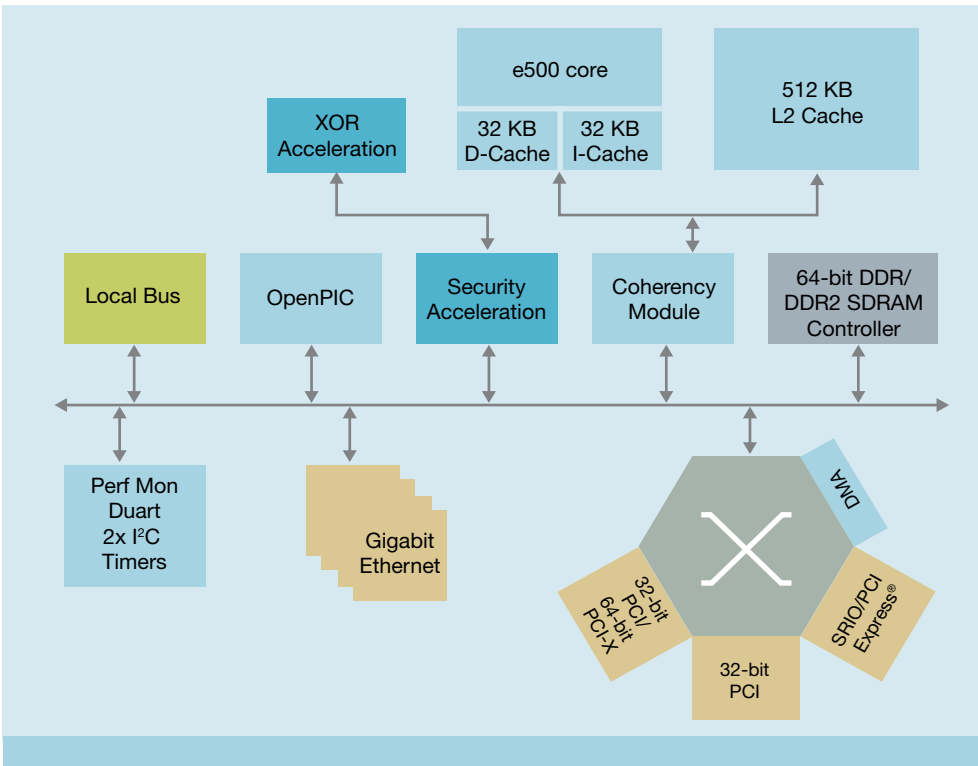 e500 core
32 KB
D-Cache
32 KB
I-Cache
512 KB
L2 Cache
XOR
Acceleration
Local Bus
OpenPIC
Security
Acceleration
Coherency
Module
64-bit DDR/
DDR2 SDRAM
Controller
Perf Mon
Duart
2x I²C
Timers
Gigabit
Ethernet
DMA
32-bit
PCI/
64-bit
PCI-X
32-bit
PCI
SRIO/PCI
Express®